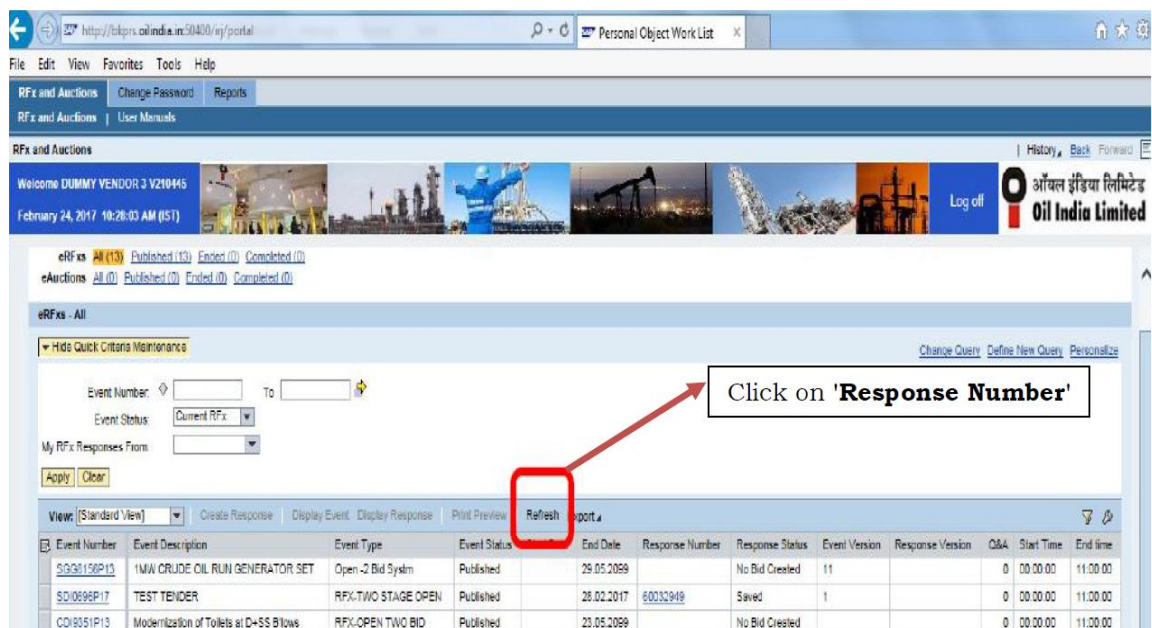 http://bkprs.oilindia.in:50400/irj/portal
Personal Object Work List
File Edit View Favorites Tools Help
RFx and Auctions Change Password Reports
RFx and Auctions | User Manuals
RFx and Auctions | History Back Forward
Welcome DUMMY VENDOR 3 V210445
February 24, 2017 10:28:03 AM (IST)
Log off
ऑयल इंडिया लिमिटेड
Oil India Limited
eRFxs All (13) Published (13) Ended (0) Completed (0)
eAuctions All (0) Published (0) Ended (0) Completed (0)
eRFxs - All
Hide Quick Criteria Maintenance Change Query Define New Query Personalize
Click on 'Response Number'
Event Number: To
Event Status: Current RFx
My RFx Responses From:
Apply Clear
View: [Standard View] Create Response Display Event Display Response Print Preview Refresh Export
Event Number Event Description Event Type Event Status End Date Response Number Response Status Event Version Response Version Q&A Start Time End time
SGG8156P13 1MW CRUDE OIL RUN GENERATOR SET Open -2 Bid Systm Published 29.05.2099 No Bid Created 11 0 00:00:00 11:00:00
SDI0696P17 TEST TENDER RFX-TWO STAGE OPEN Published 28.02.2017 60032949 Saved 1 0 00:00:00 11:00:00
CDI9351P13 Modernization of Toilets at D+SS B'lows RFX-OPEN TWO BID Published 23.05.2099 No Bid Created 0 00:00:00 11:00:00